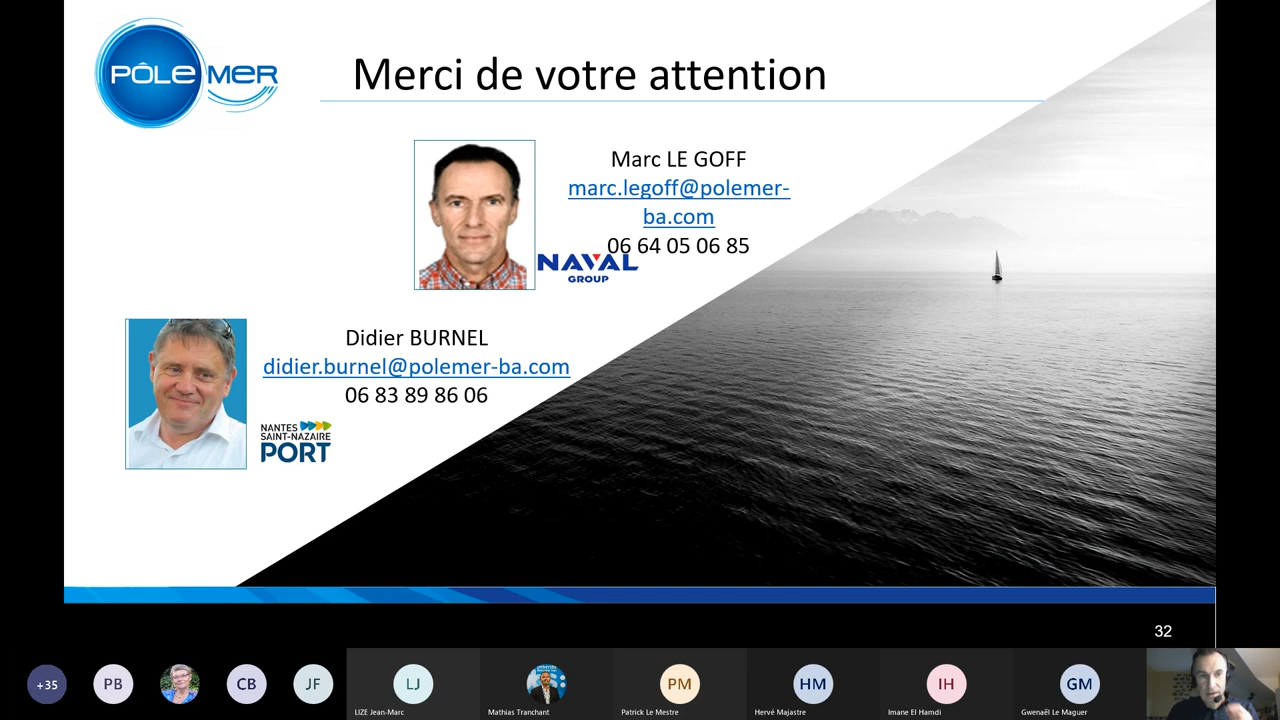 PÔLE MER
Merci de votre attention
Marc LE GOFF
marc.legoff@polemer-
ba.com
06 64 05 06 85
NAVAL
GROUP
Didier BURNEL
didier.burnel@polemer-ba.com
06 83 89 86 06
NANTES
SAINT-NAZAIRE
PORT
32
+35
PB
CB
JF
LJ
PM
HM
IH
GM
LIZE Jean-Marc
Mathias Tranchant
Patrick Le Mestre
Hervé Majastre
Imane El Hamdi
Gwenaël Le Maguer